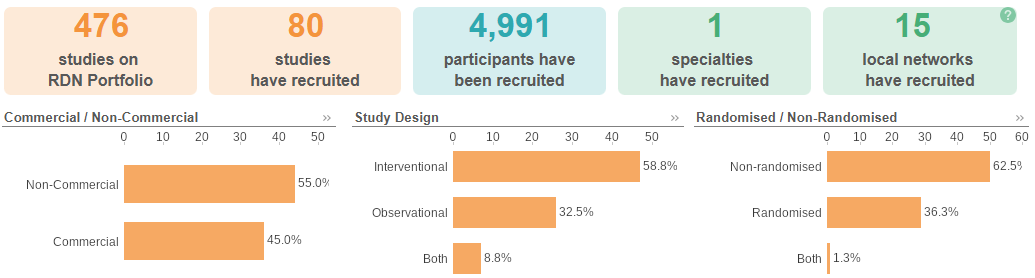 476
studies on
RDN Portfolio
80
studies
have recruited
4,991
participants have
been recruited
1
specialties
have recruited
15
local networks
have recruited
?
Commercial / Non-Commercial »
0 10 20 30 40 50
Non-Commercial 55.0%
Commercial 45.0%
Study Design »
0 10 20 30 40 50
Interventional 58.8%
Observational 32.5%
Both 8.8%
Randomised / Non-Randomised »
0 10 20 30 40 50 60
Non-randomised 62.5%
Randomised 36.3%
Both 1.3%